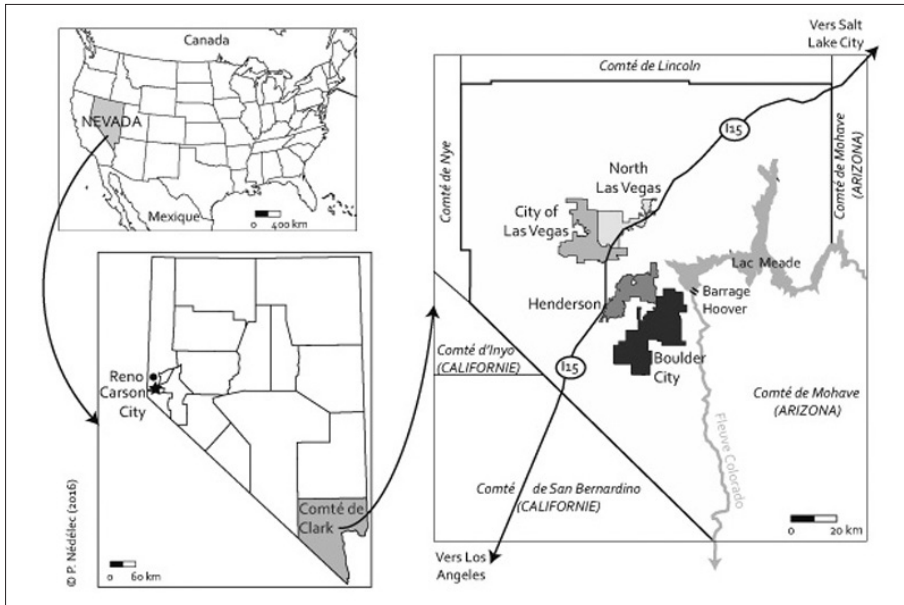 Canada
NEVADA
Mexique
0 400 km
Reno
Carson
City
Comté de
Clark
0 60 km
© P. Nédélec (2016)
Vers Salt
Lake City
Comté de Lincoln
I15
Comté de Nye
Comté de Mohave
(ARIZONA)
North
Las Vegas
City of
Las Vegas
Lac Meade
Henderson
Barrage
Hoover
Comté d'Inyo
(CALIFORNIE)
I15
Boulder
City
Comté de Mohave
(ARIZONA)
Fleuve Colorado
Comté de San Bernardino
(CALIFORNIE)
Vers Los
Angeles
0 20 km